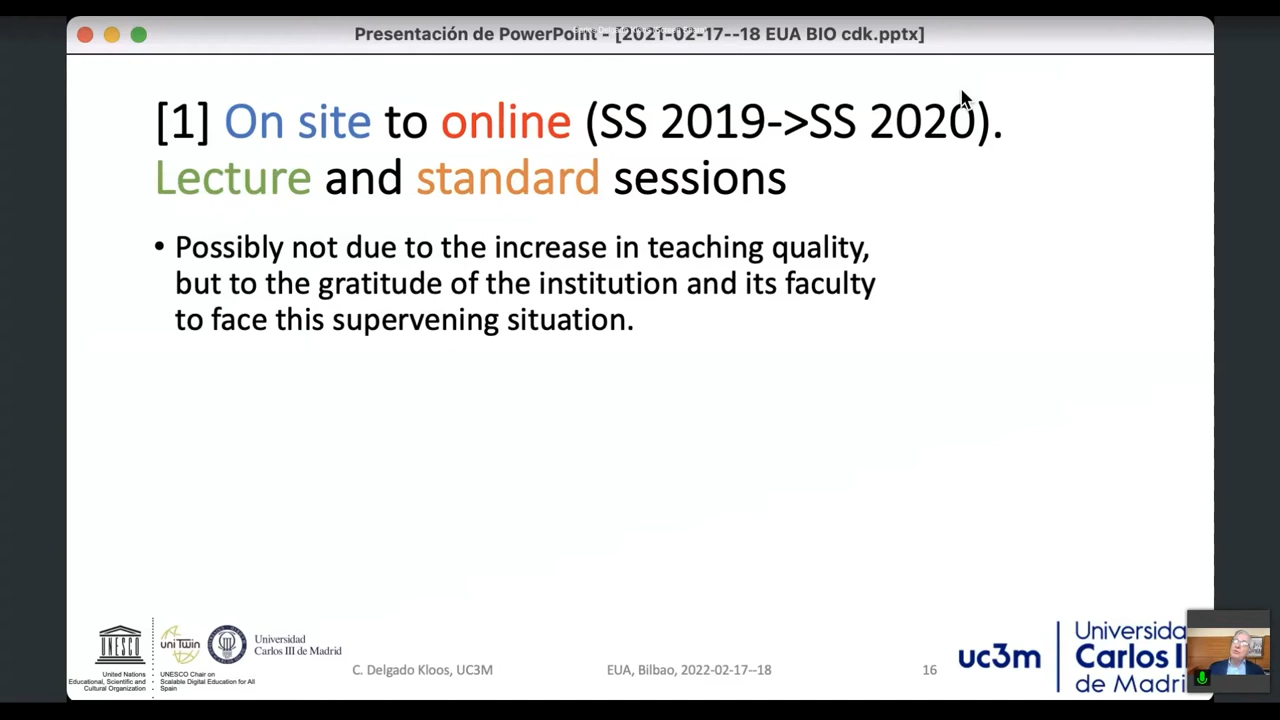 Presentación de PowerPoint - [2021-02-17--18 EUA BIO cdk.pptx]
[1] On site to online (SS 2019->SS 2020).
Lecture and standard sessions
• Possibly not due to the increase in teaching quality,
but to the gratitude of the institution and its faculty
to face this supervening situation.
UNESCO
United Nations
Educational, Scientific and
Cultural Organization
uniTwin
UNESCO Chair on
Scalable Digital Education for All
Spain
Universidad
Carlos III de Madrid
C. Delgado Kloos, UC3M
EUA, Bilbao, 2022-02-17--18
16
uc3m
Universida
Carlos II
de Madri